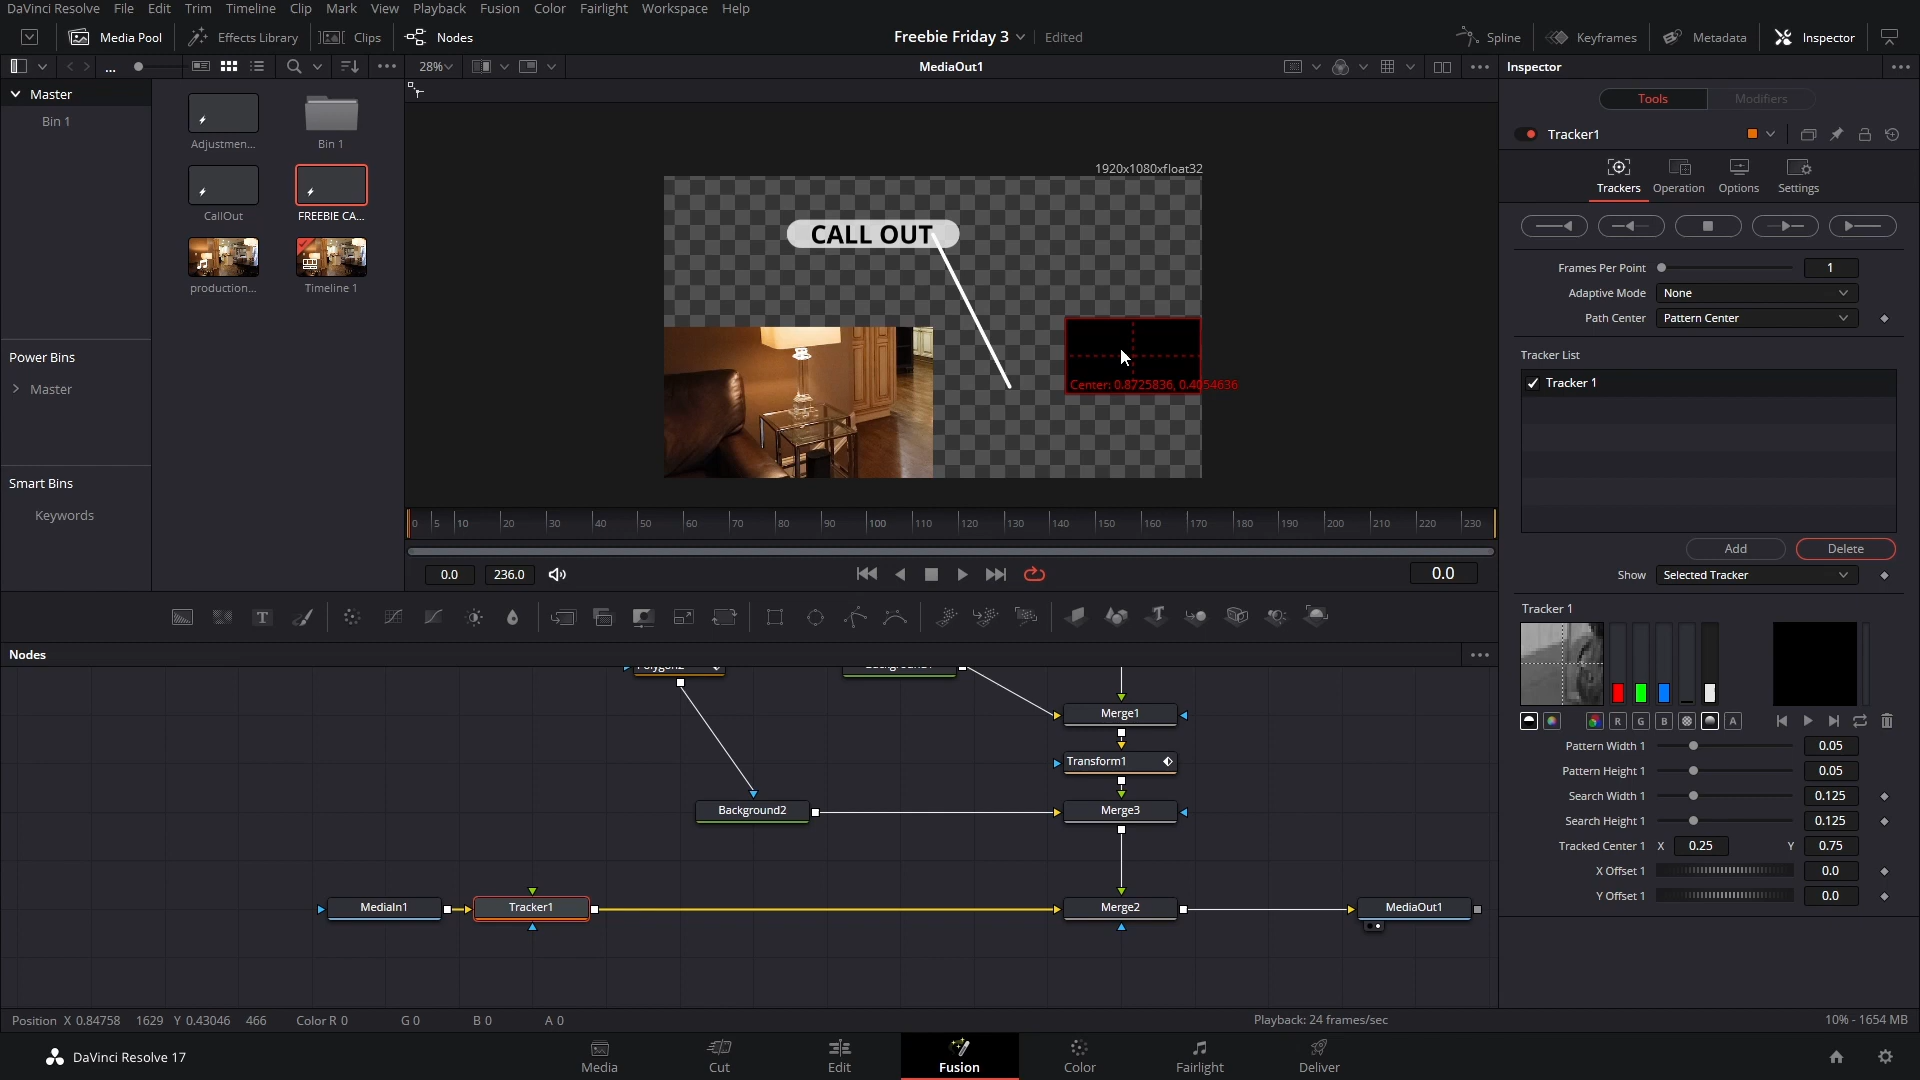 DaVinci Resolve File Edit Trim Timeline Clip Mark View Playback Fusion Color Fairlight Workspace Help
Media Pool Effects Library Clips Nodes Freebie Friday 3 Edited Spline Keyframes Metadata Inspector
... 28% MediaOut1 Inspector
Master
Bin 1
Adjustmen... Bin 1
CallOut FREEBIE CA...
production... Timeline 1
Power Bins
Master
Smart Bins
Keywords
1920x1080xfloat32
CALL OUT
Center: 0.8725836, 0.4054636
0 5 10 20 30 40 50 60 70 80 90 100 110 120 130 140 150 160 170 180 190 200 210 220 230
0.0 236.0 0.0
Tools Modifiers
Tracker1
Trackers Operation Options Settings
Frames Per Point 1
Adaptive Mode None
Path Center Pattern Center
Tracker List
Tracker 1
Add Delete
Show Selected Tracker
Tracker 1
R G B A
Pattern Width 1 0.05
Pattern Height 1 0.05
Search Width 1 0.125
Search Height 1 0.125
Tracked Center 1 X 0.25 Y 0.75
X Offset 1 0.0
Y Offset 1 0.0
Nodes
Merge1
Transform1
Background2 Merge3
MediaIn1 Tracker1 Merge2 MediaOut1
Position X 0.84758 1629 Y 0.43046 466 Color R 0 G 0 B 0 A 0 Playback: 24 frames/sec 10% - 1654 MB
DaVinci Resolve 17 Media Cut Edit Fusion Color Fairlight Deliver